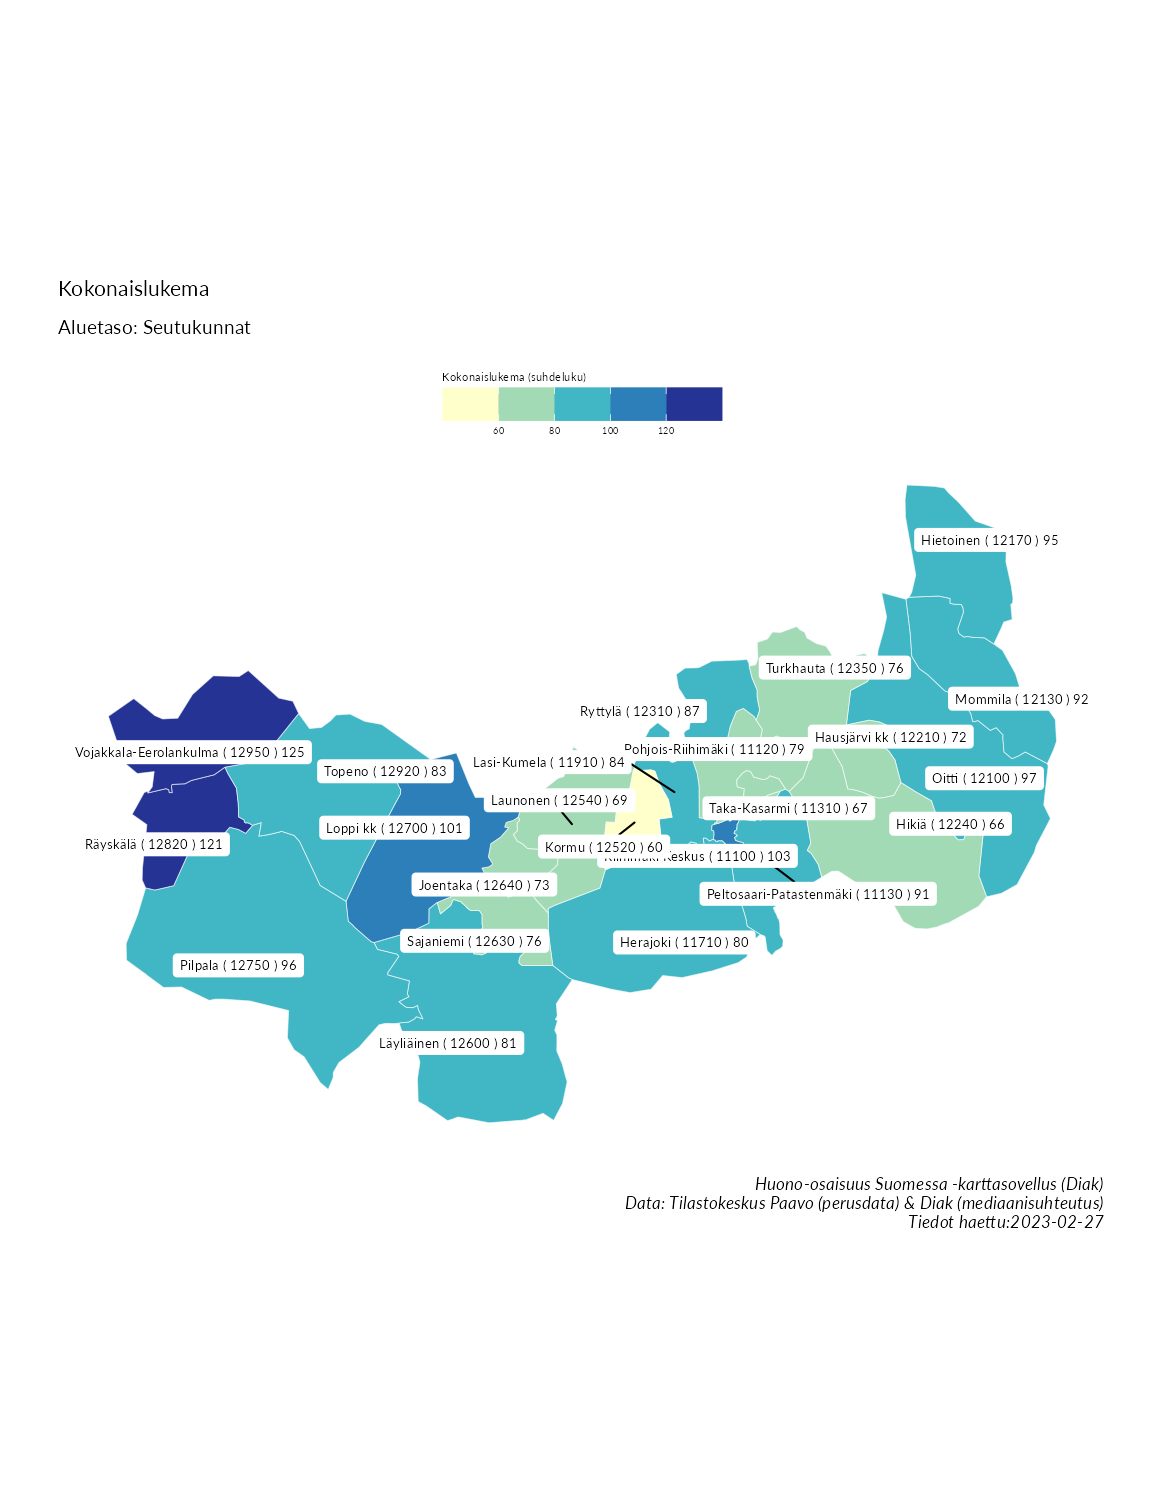 Kokonaislukema
Aluetaso: Seutukunnat
Kokonaislukema (suhdeluku)
60 80 100 120
Hietoinen ( 12170 ) 95
Turkhauta ( 12350 ) 76
Mommila ( 12130 ) 92
Ryttylä ( 12310 ) 87
Hausjärvi kk ( 12210 ) 72
Pohjois-Riihimäki ( 11120 ) 79
Vojakkala-Eerolankulma ( 12950 ) 125
Lasi-Kumela ( 11910 ) 84
Topeno ( 12920 ) 83
Oitti ( 12100 ) 97
Launonen ( 12540 ) 69
Taka-Kasarmi ( 11310 ) 67
Hikiä ( 12240 ) 66
Loppi kk ( 12700 ) 101
Räyskälä ( 12820 ) 121
Kormu ( 12520 ) 60
Keskus ( 11100 ) 103
Joentaka ( 12640 ) 73
Peltosaari-Patastenmäki ( 11130 ) 91
Sajaniemi ( 12630 ) 76
Herajoki ( 11710 ) 80
Pilpala ( 12750 ) 96
Läyliäinen ( 12600 ) 81
Huono-osaisuus Suomessa -karttasovellus (Diak)
Data: Tilastokeskus Paavo (perusdata) & Diak (mediaanisuhteutus)
Tiedot haettu:2023-02-27